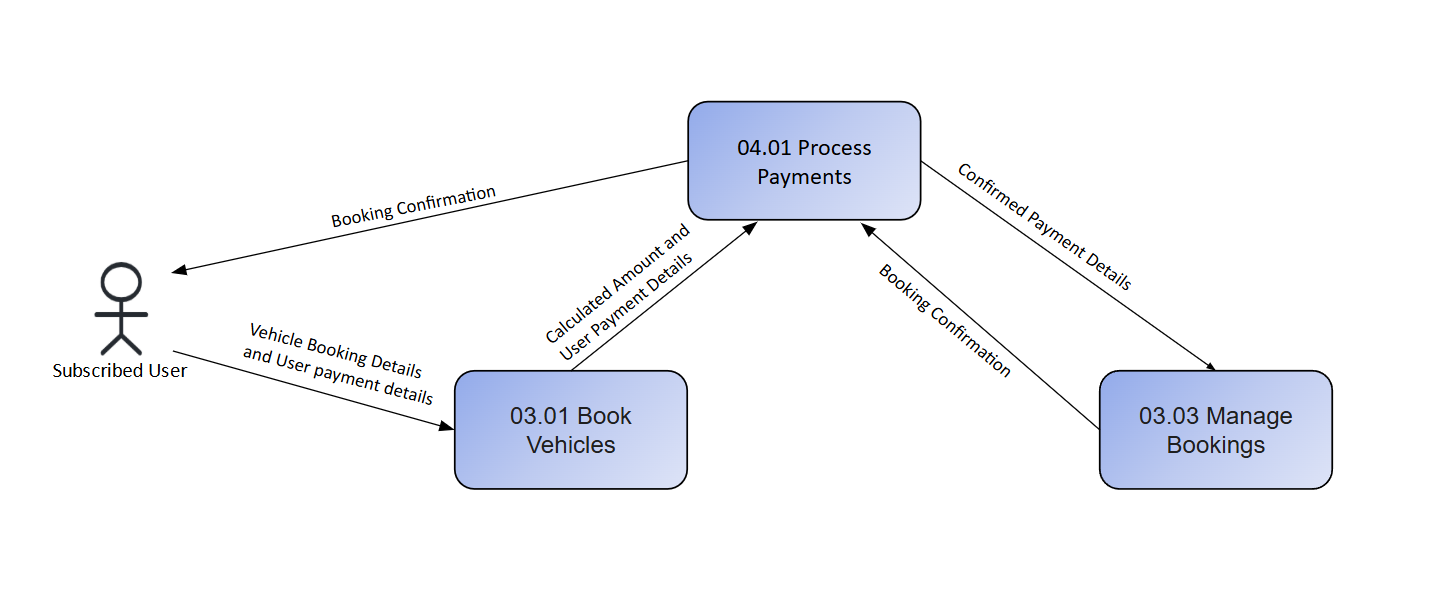 04.01 Process
Payments
Booking Confirmation
Confirmed Payment Details
Calculated Amount and
User Payment Details
Booking Confirmation
Vehicle Booking Details
and User payment details
Subscribed User
03.01 Book
Vehicles
03.03 Manage
Bookings